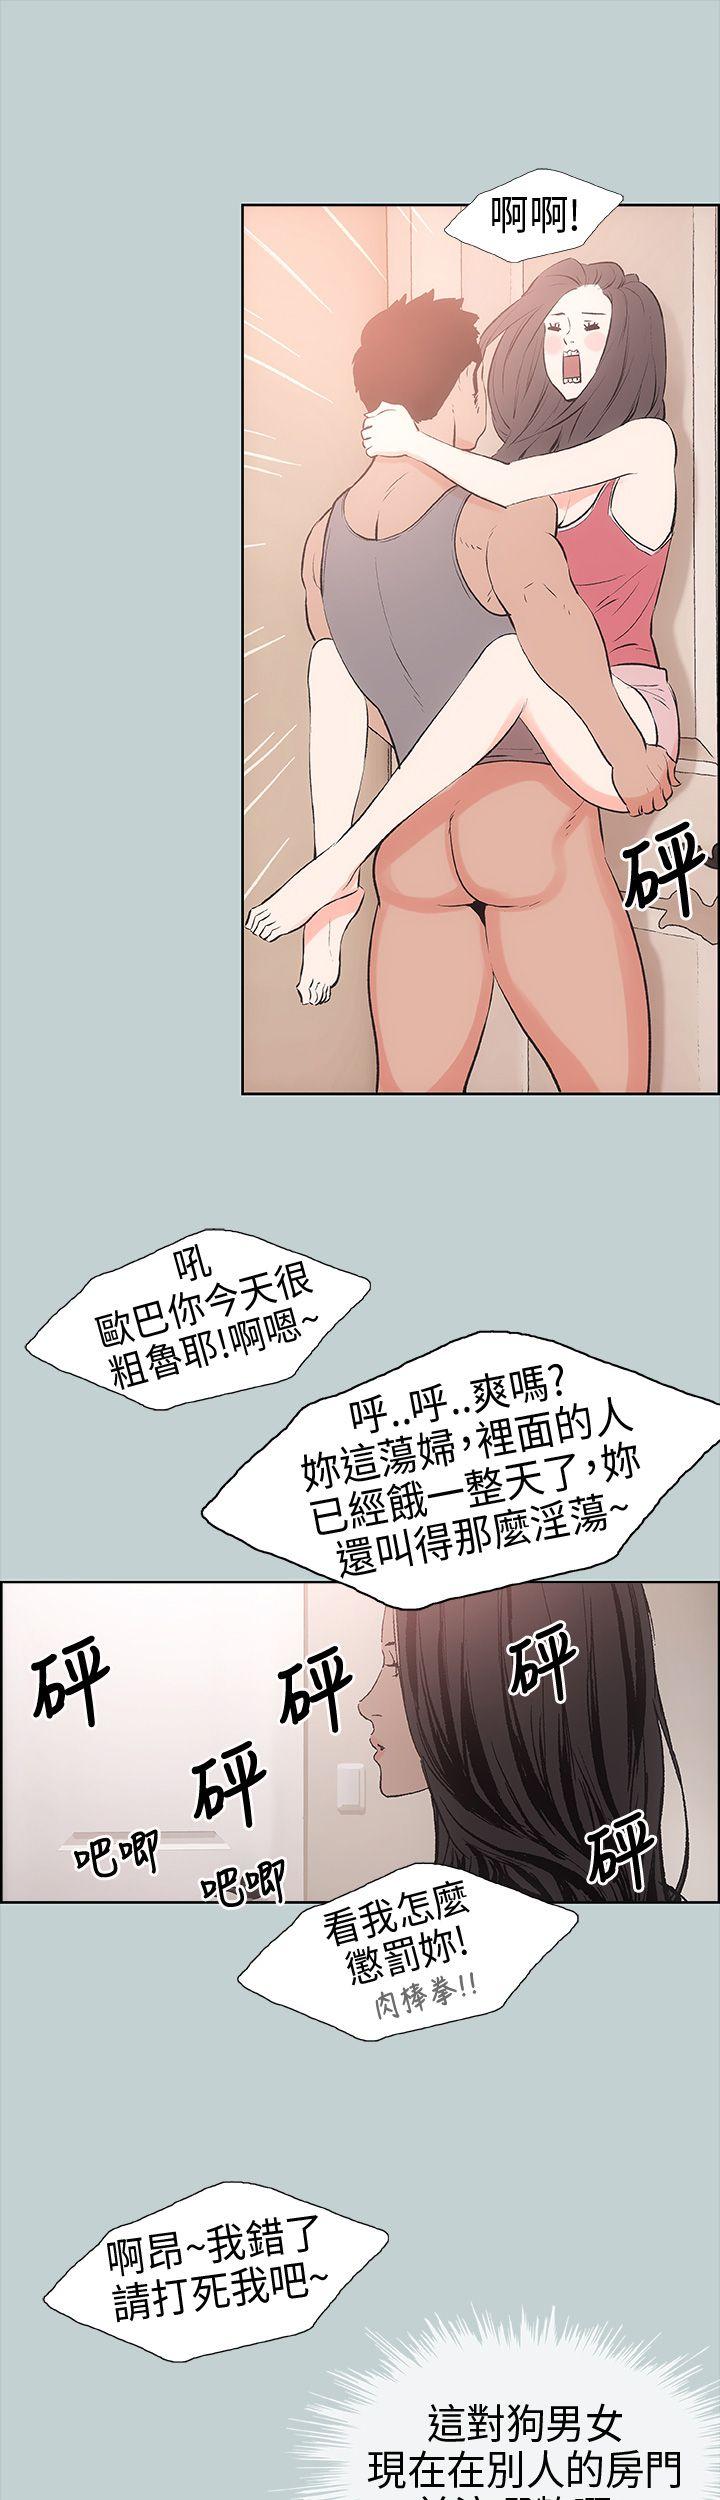 啊啊!
砰
吼
歐巴你今天很
粗魯耶!啊嗯~
呼..呼..爽嗎?
妳這蕩婦,裡面的人
已經餓一整天了,妳
還叫得那麼淫蕩~
砰
砰
砰
砰
吧唧
吧唧
砰
看我怎麼
懲罰妳!
肉棒拳!!
啊昂~我錯了
請打死我吧~
這對狗男女
現在在別人的房門